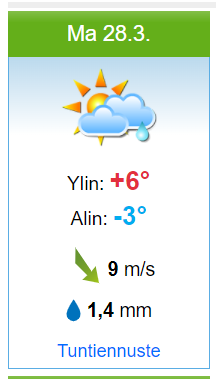 Ma 28.3.
Ylin: +6°
Alin: -3°
9 m/s
1,4 mm
Tuntiennuste